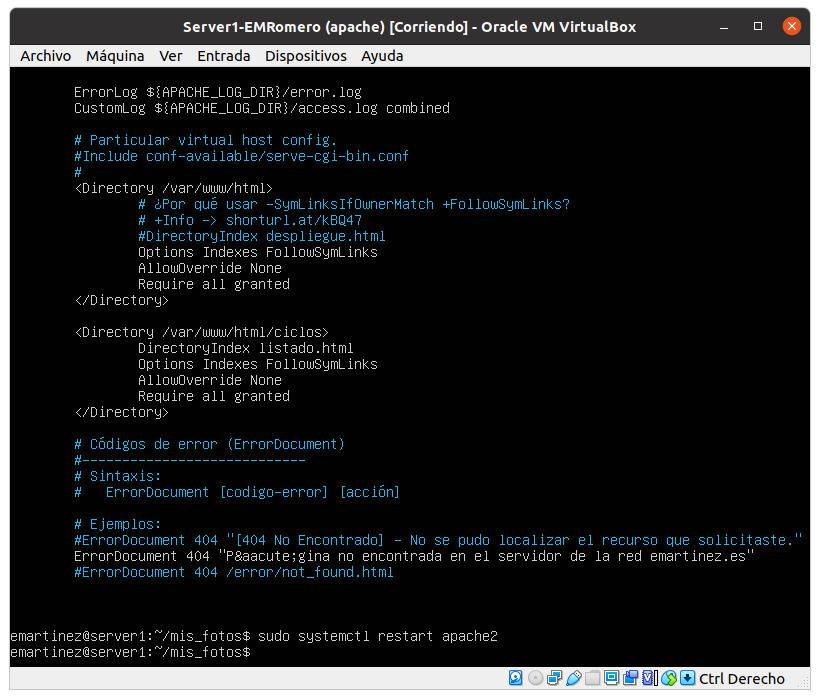 Server1-EMRomero (apache) [Corriendo] - Oracle VM VirtualBox
Archivo Máquina Ver Entrada Dispositivos Ayuda
ErrorLog ${APACHE_LOG_DIR}/error.log
CustomLog ${APACHE_LOG_DIR}/access.log combined
# Particular virtual host config.
#Include conf-available/serve-cgi-bin.conf
#
<Directory /var/www/html>
# ¿Por qué usar -SymLinksIfOwnerMatch +FollowSymLinks?
# +Info -> shorturl.at/kBQ47
#DirectoryIndex despliegue.html
Options Indexes FollowSymLinks
AllowOverride None
Require all granted
</Directory>
<Directory /var/www/html/ciclos>
DirectoryIndex listado.html
Options Indexes FollowSymLinks
AllowOverride None
Require all granted
</Directory>
# Códigos de error (ErrorDocument)
#----------------------------
# Sintaxis:
#   ErrorDocument [codigo-error] [acción]
# Ejemplos:
#ErrorDocument 404 "[404 No Encontrado] - No se pudo localizar el recurso que solicitaste."
ErrorDocument 404 "P&aacute;gina no encontrada en el servidor de la red emartinez.es"
#ErrorDocument 404 /error/not_found.html
emartinez@server1:~/mis_fotos$ sudo systemctl restart apache2
emartinez@server1:~/mis_fotos$
Ctrl Derecho